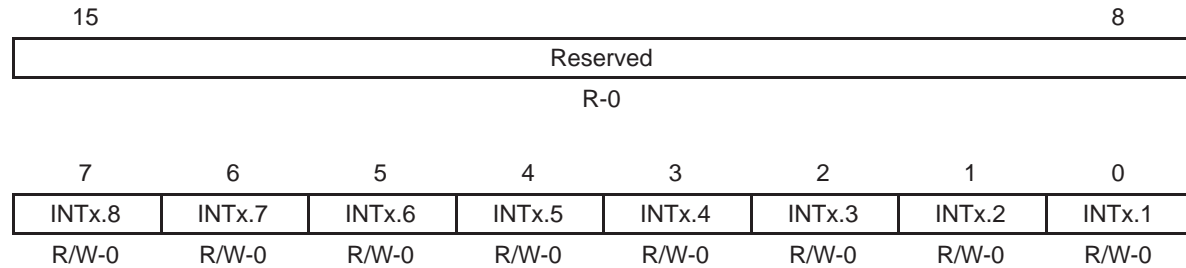 15 8
Reserved
R-0
7 6 5 4 3 2 1 0
INTx.8 INTx.7 INTx.6 INTx.5 INTx.4 INTx.3 INTx.2 INTx.1
R/W-0 R/W-0 R/W-0 R/W-0 R/W-0 R/W-0 R/W-0 R/W-0